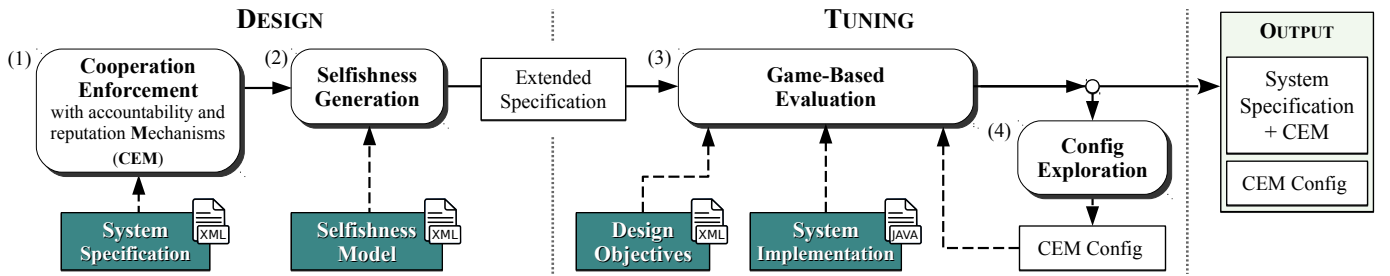 DESIGN
TUNING
(1)
Cooperation
Enforcement
with accountability and
reputation Mechanisms
(CEM)
(2)
Selfishness
Generation
Extended
Specification
(3)
Game-Based
Evaluation
(4)
Config
Exploration
OUTPUT
System
Specification
+ CEM
CEM Config
System
Specification
XML
Selfishness
Model
XML
Design
Objectives
XML
System
Implementation
JAVA
CEM Config